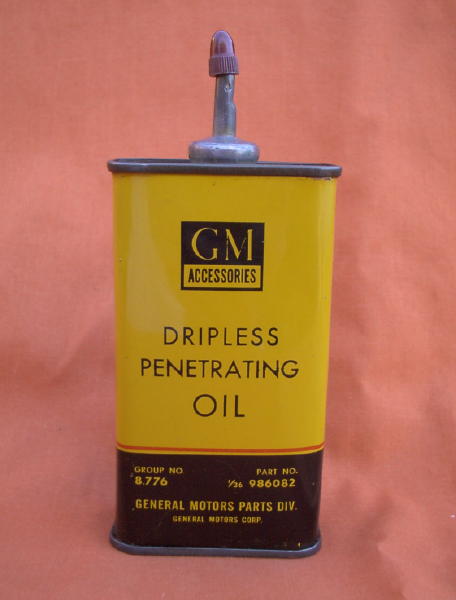 GM
ACCESSORIES
DRIPLESS
PENETRATING
OIL
GROUP NO. PART NO.
8.776 1/36 986082
GENERAL MOTORS PARTS DIV.
GENERAL MOTORS CORP.